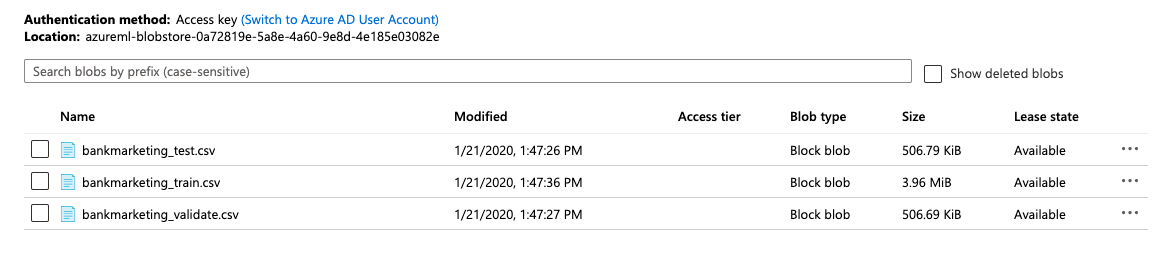 Authentication method: Access key (Switch to Azure AD User Account)
Location: azureml-blobstore-0a72819e-5a8e-4a60-9e8d-4e185e03082e
Search blobs by prefix (case-sensitive) Show deleted blobs
Name Modified Access tier Blob type Size Lease state
bankmarketing_test.csv 1/21/2020, 1:47:26 PM Block blob 506.79 KiB Available
bankmarketing_train.csv 1/21/2020, 1:47:36 PM Block blob 3.96 MiB Available
bankmarketing_validate.csv 1/21/2020, 1:47:27 PM Block blob 506.69 KiB Available